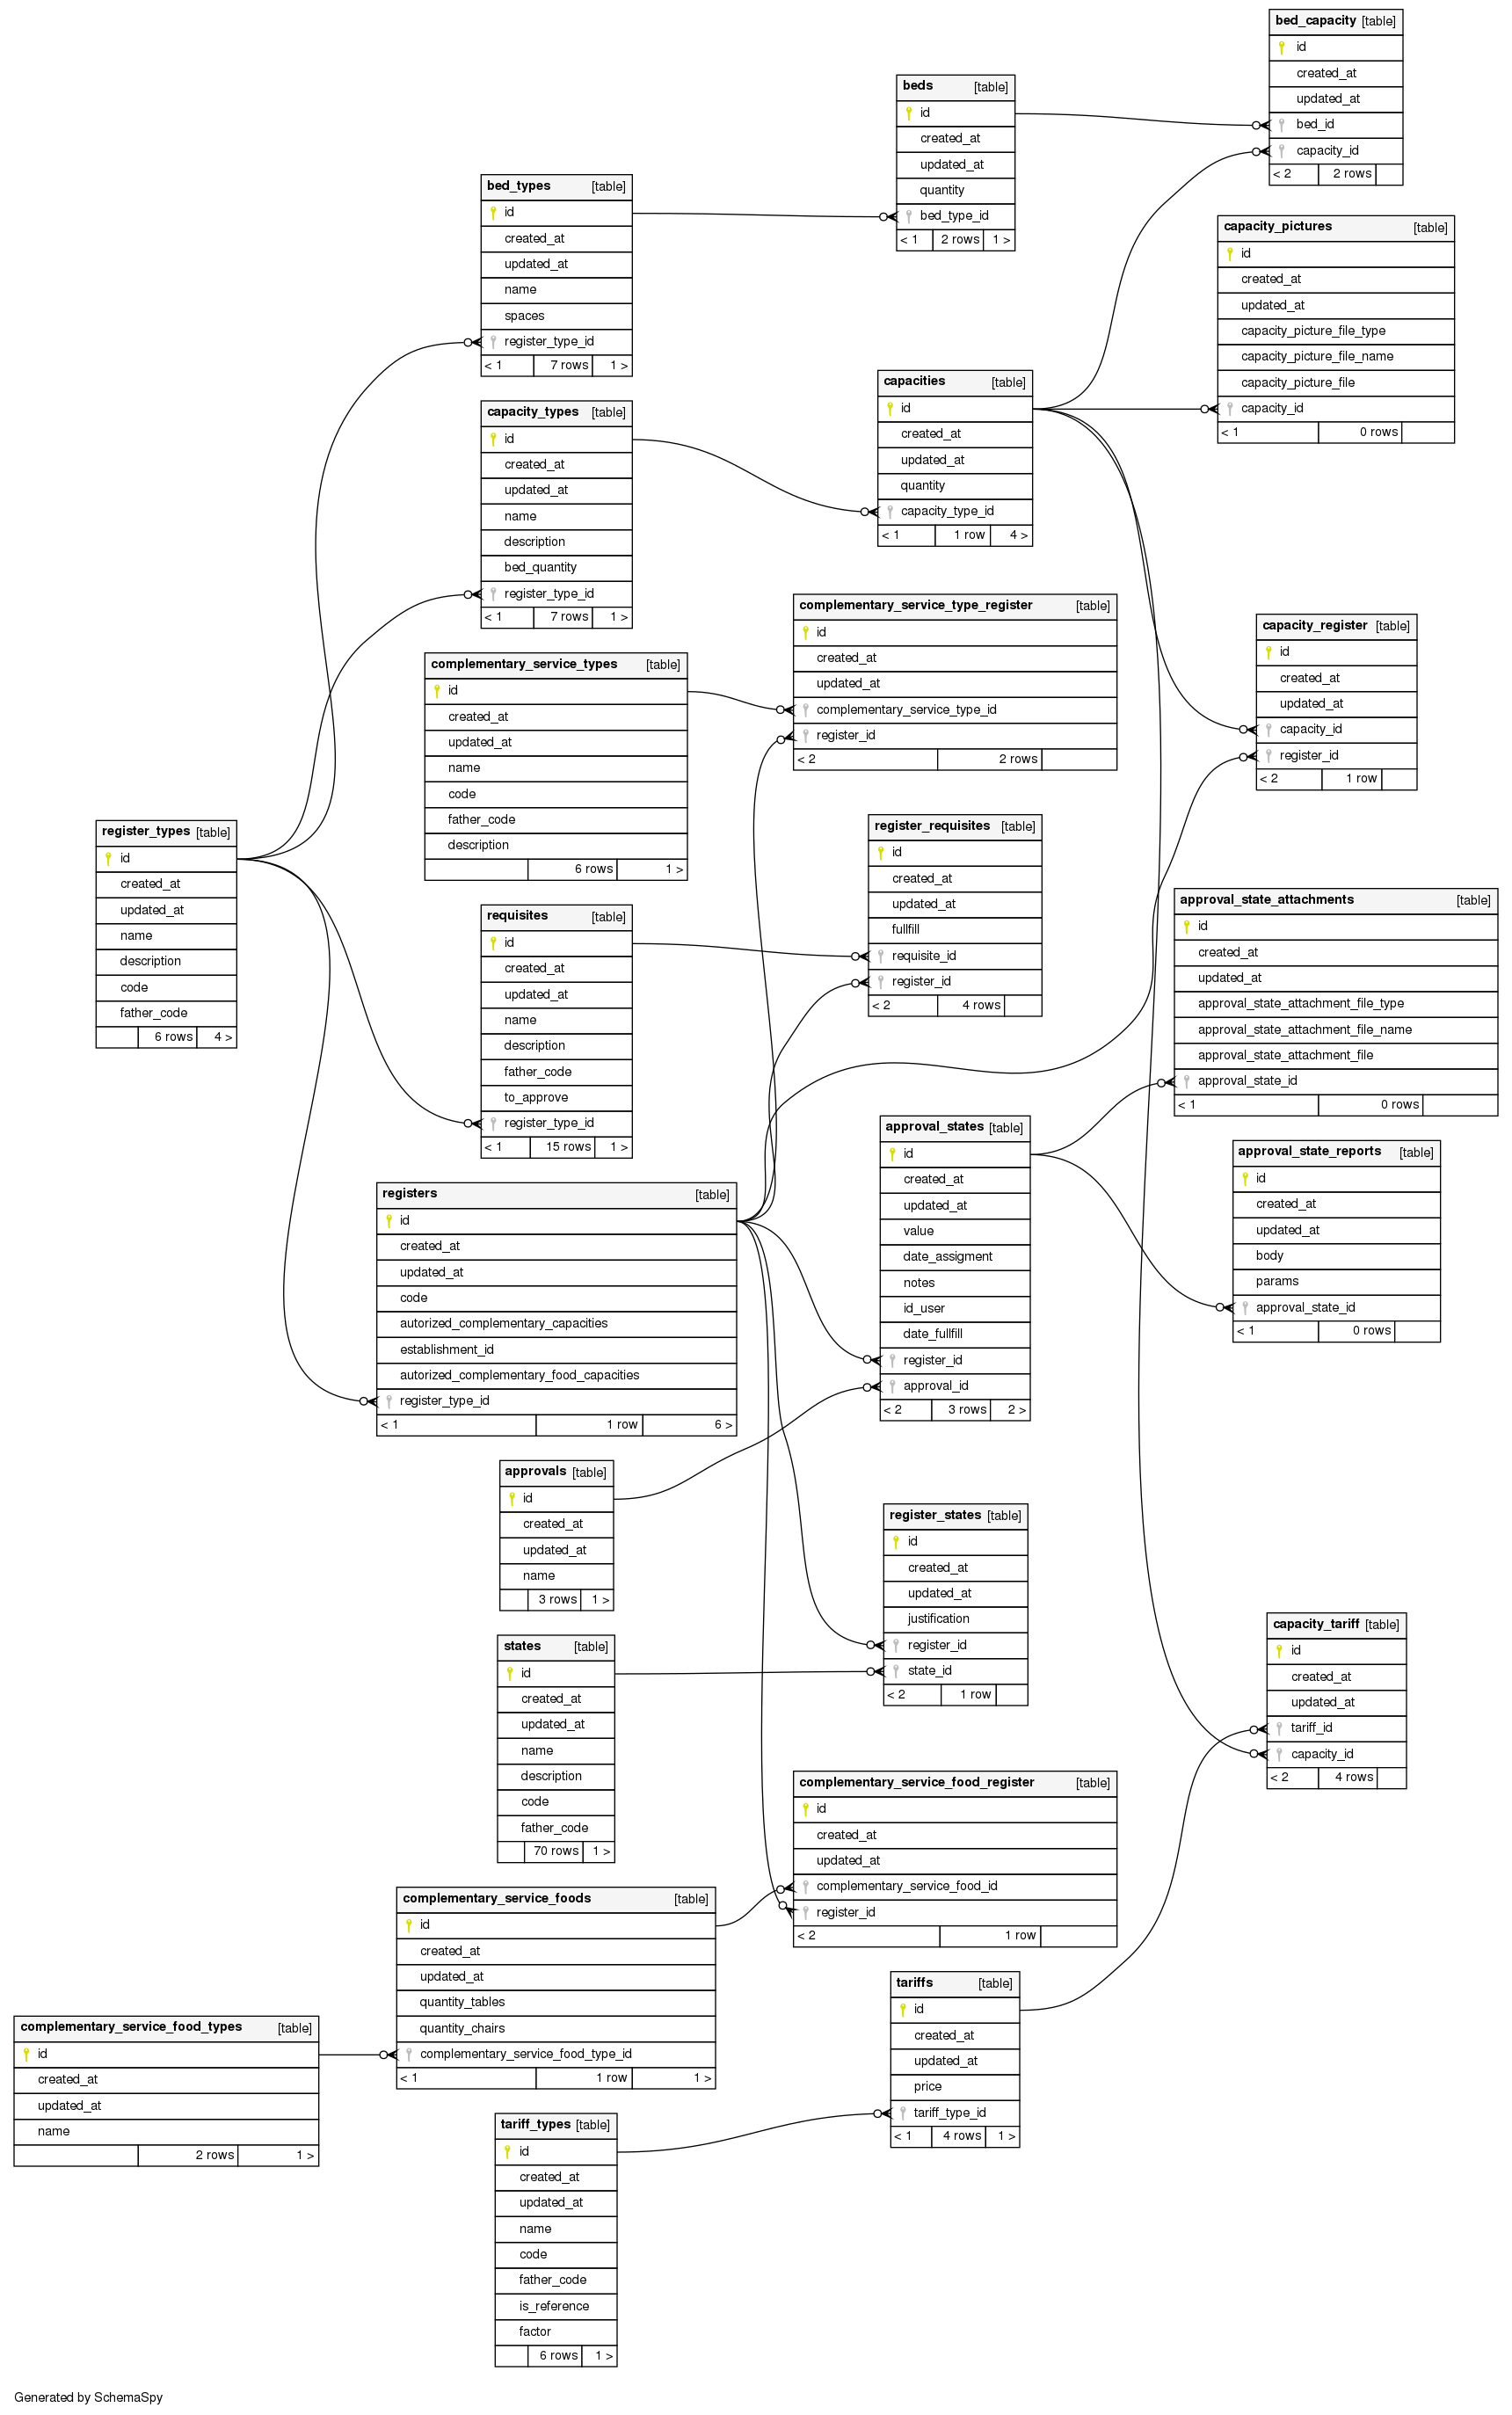 bed_capacity [table]
id
created_at
updated_at
bed_id
capacity_id
< 2 2 rows
beds [table]
id
created_at
updated_at
quantity
bed_type_id
< 1 2 rows 1 >
bed_types [table]
id
created_at
updated_at
name
spaces
register_type_id
< 1 7 rows 1 >
capacity_pictures [table]
id
created_at
updated_at
capacity_picture_file_type
capacity_picture_file_name
capacity_picture_file
capacity_id
< 1 0 rows
capacities [table]
id
created_at
updated_at
quantity
capacity_type_id
< 1 1 row 4 >
capacity_types [table]
id
created_at
updated_at
name
description
bed_quantity
register_type_id
< 1 7 rows 1 >
complementary_service_type_register [table]
id
created_at
updated_at
complementary_service_type_id
register_id
< 2 2 rows
capacity_register [table]
id
created_at
updated_at
capacity_id
register_id
< 2 1 row
complementary_service_types [table]
id
created_at
updated_at
name
code
father_code
description
6 rows 1 >
register_types [table]
id
created_at
updated_at
name
description
code
father_code
6 rows 4 >
register_requisites [table]
id
created_at
updated_at
fullfill
requisite_id
register_id
< 2 4 rows
approval_state_attachments [table]
id
created_at
updated_at
approval_state_attachment_file_type
approval_state_attachment_file_name
approval_state_attachment_file
approval_state_id
< 1 0 rows
requisites [table]
id
created_at
updated_at
name
description
father_code
to_approve
register_type_id
< 1 15 rows 1 >
approval_states [table]
id
created_at
updated_at
value
date_assigment
notes
id_user
date_fullfill
register_id
approval_id
< 2 3 rows 2 >
approval_state_reports [table]
id
created_at
updated_at
body
params
approval_state_id
< 1 0 rows
registers [table]
id
created_at
updated_at
code
autorized_complementary_capacities
establishment_id
autorized_complementary_food_capacities
register_type_id
< 1 1 row 6 >
approvals [table]
id
created_at
updated_at
name
3 rows 1 >
register_states [table]
id
created_at
updated_at
justification
register_id
state_id
< 2 1 row
states [table]
id
created_at
updated_at
name
description
code
father_code
70 rows 1 >
capacity_tariff [table]
id
created_at
updated_at
tariff_id
capacity_id
< 2 4 rows
complementary_service_food_register [table]
id
created_at
updated_at
complementary_service_food_id
register_id
< 2 1 row
complementary_service_foods [table]
id
created_at
updated_at
quantity_tables
quantity_chairs
complementary_service_food_type_id
< 1 1 row 1 >
tariffs [table]
id
created_at
updated_at
price
tariff_type_id
< 1 4 rows 1 >
complementary_service_food_types [table]
id
created_at
updated_at
name
2 rows 1 >
tariff_types [table]
id
created_at
updated_at
name
code
father_code
is_reference
factor
6 rows 1 >
Generated by SchemaSpy